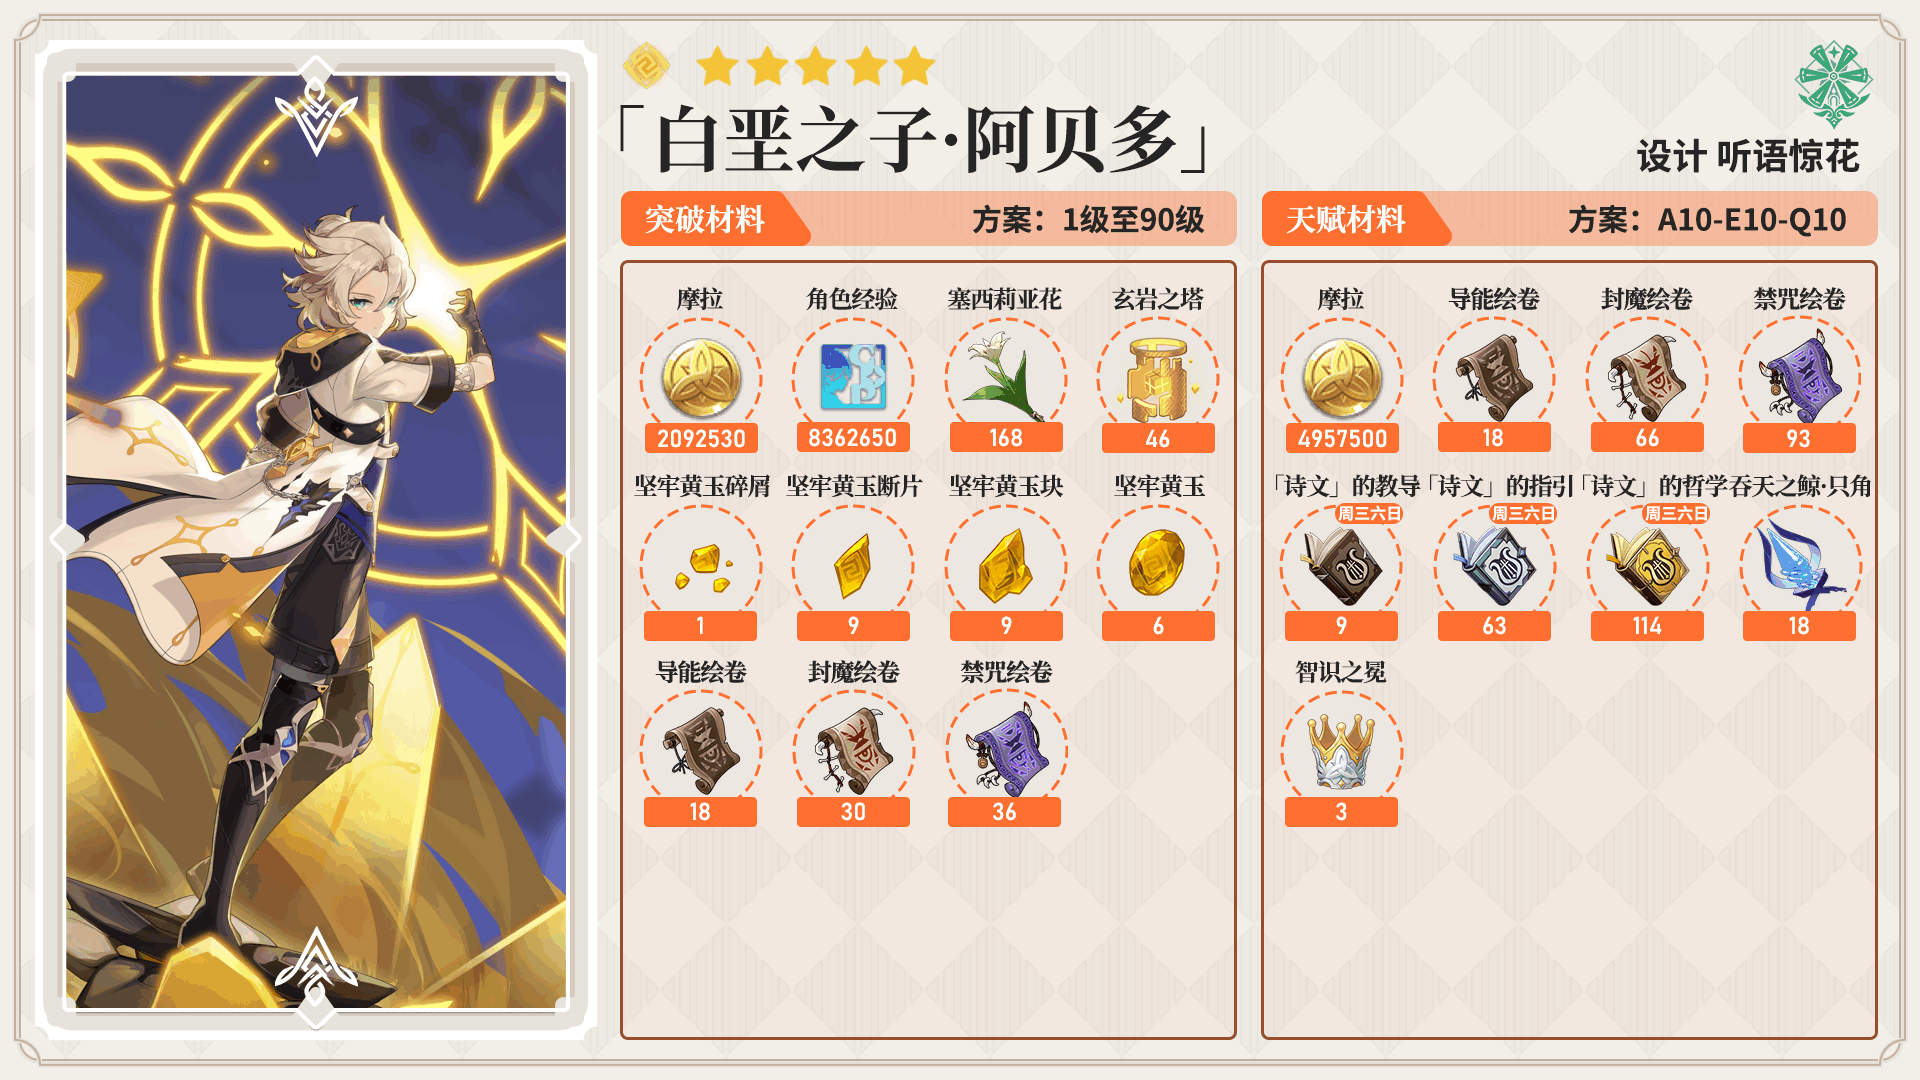 「白垩之子·阿贝多」
设计 听语惊花
突破材料
方案：1级至90级
摩拉 角色经验 塞西莉亚花 玄岩之塔
2092530 8362650 168 46
坚牢黄玉碎屑 坚牢黄玉断片 坚牢黄玉块 坚牢黄玉
1 9 9 6
导能绘卷 封魔绘卷 禁咒绘卷
18 30 36
天赋材料
方案：A10-E10-Q10
摩拉 导能绘卷 封魔绘卷 禁咒绘卷
4957500 18 66 93
「诗文」的教导 「诗文」的指引 「诗文」的哲学 吞天之鲸·只角
周三六日 周三六日 周三六日
9 63 114 18
智识之冕
3